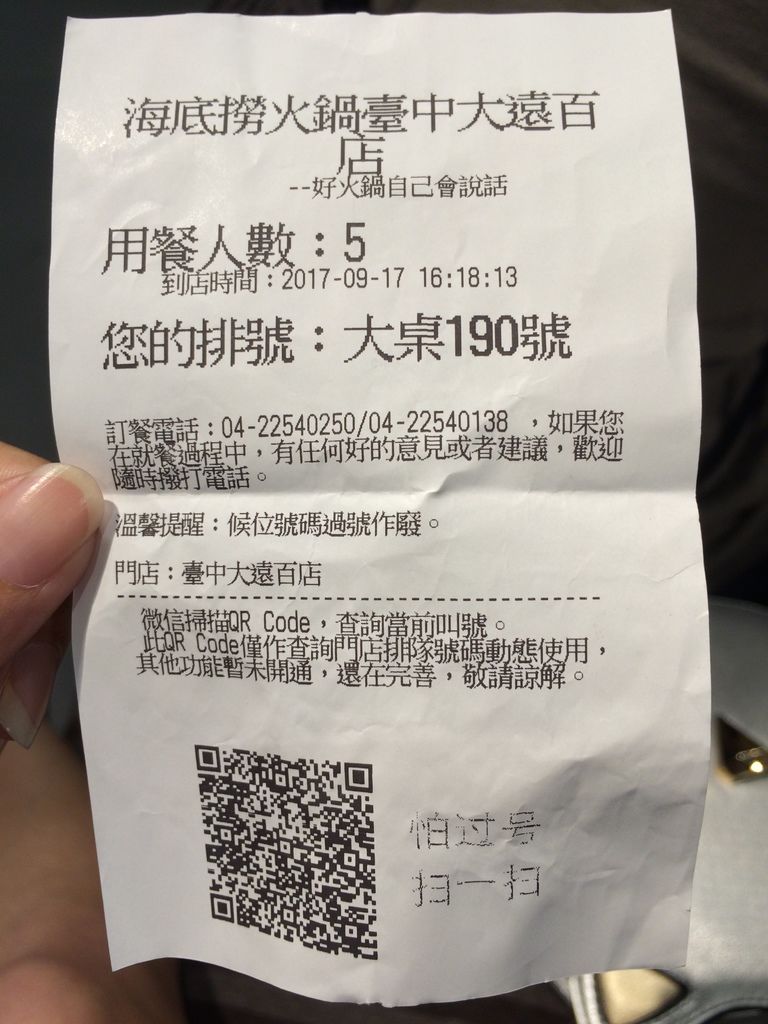 海底撈火鍋臺中大遠百
店
--好火鍋自己會說話
用餐人數：5
到店時間：2017-09-17 16:18:13
您的排號：大桌190號
訂餐電話：04-22540250/04-22540138 ，如果您
在就餐過程中，有任何好的意見或者建議，歡迎
隨時撥打電話。
溫馨提醒：候位號碼過號作廢。
門店：臺中大遠百店
微信掃描QR Code，查詢當前叫號。
此QR Code僅作查詢門店排隊號碼動態使用，
其他功能暫未開通，還在完善，敬請諒解。
怕过号
扫一扫